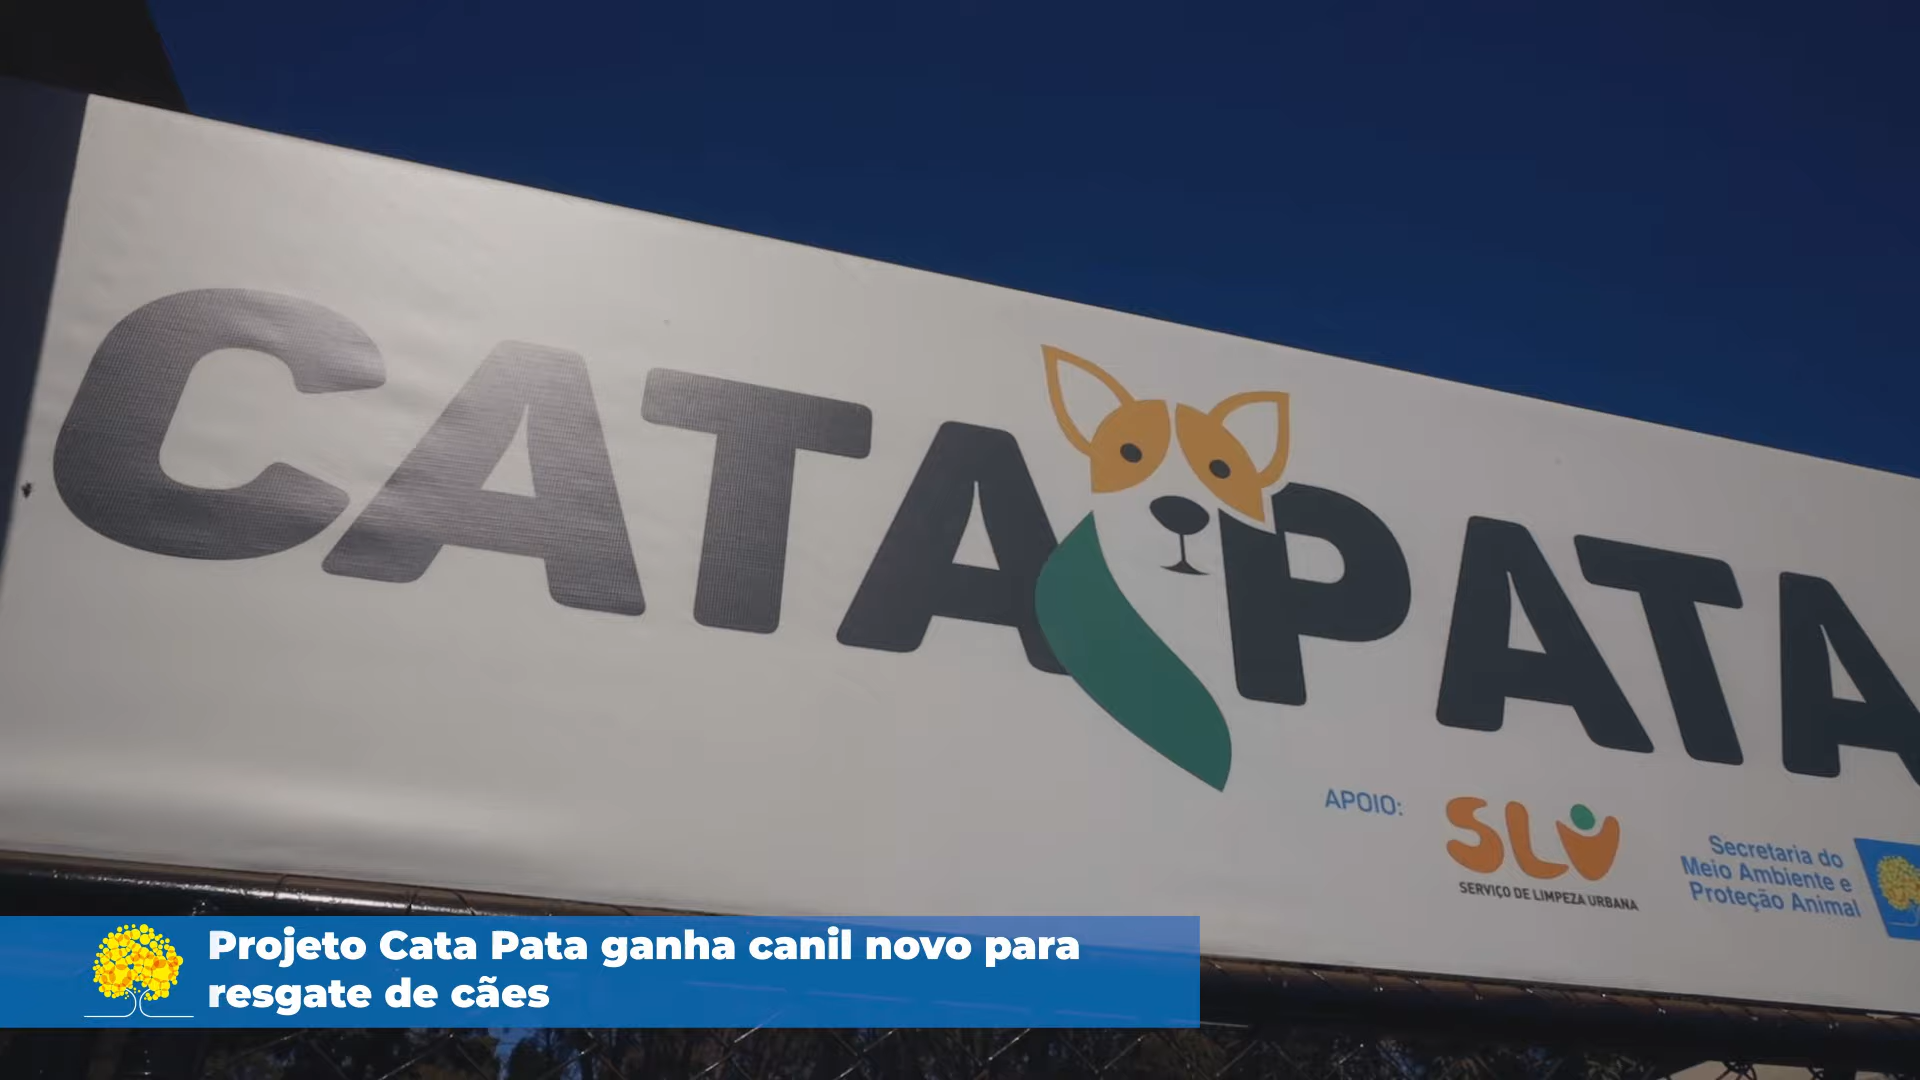 CATA PATA
APOIO:
SLU
SERVIÇO DE LIMPEZA URBANA
Secretaria do
Meio Ambiente e
Proteção Animal
Projeto Cata Pata ganha canil novo para
resgate de cães